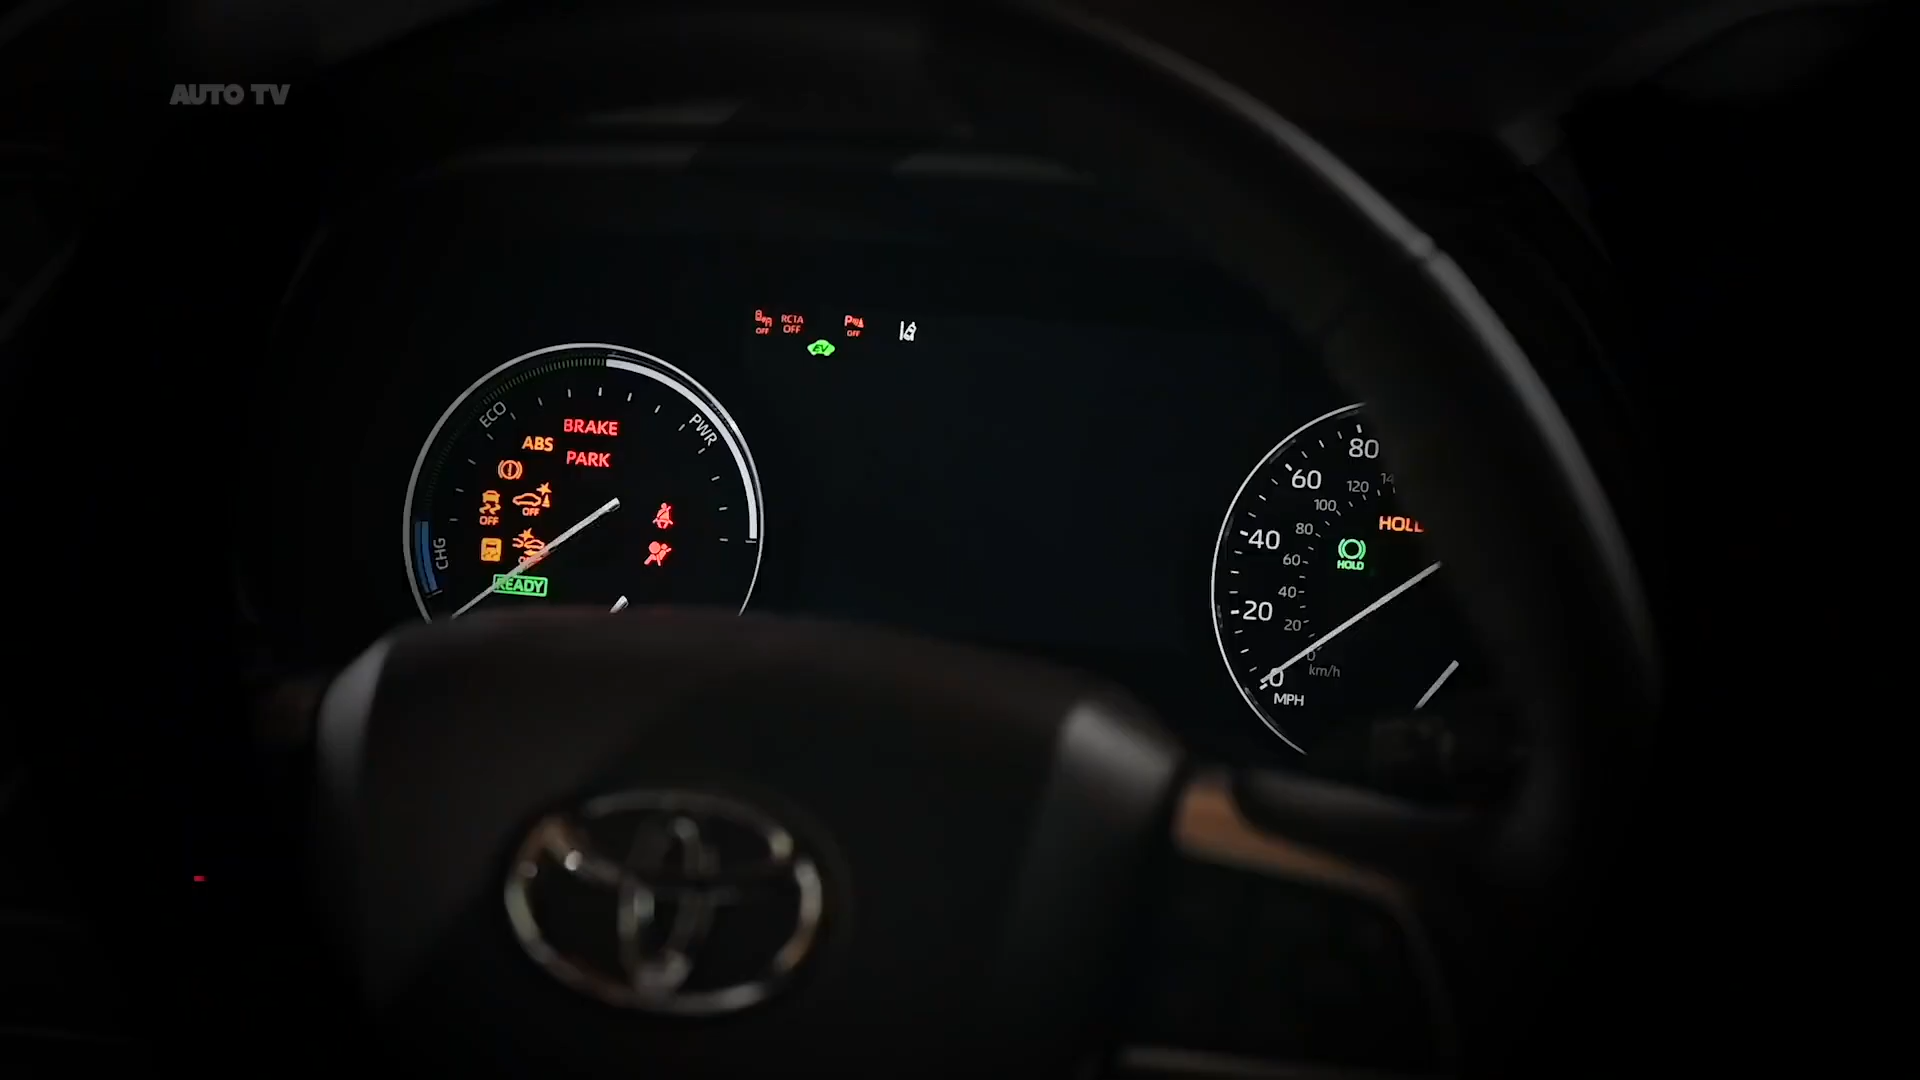 AUTO TV
OFF
RCTA
OFF
P
OFF
EV
ECO
PWR
CHG
BRAKE
ABS
PARK
OFF
OFF
READY
80
60
40
20
0
MPH
120
100
80
60
40
20
0
km/h
HOLD
HOLD